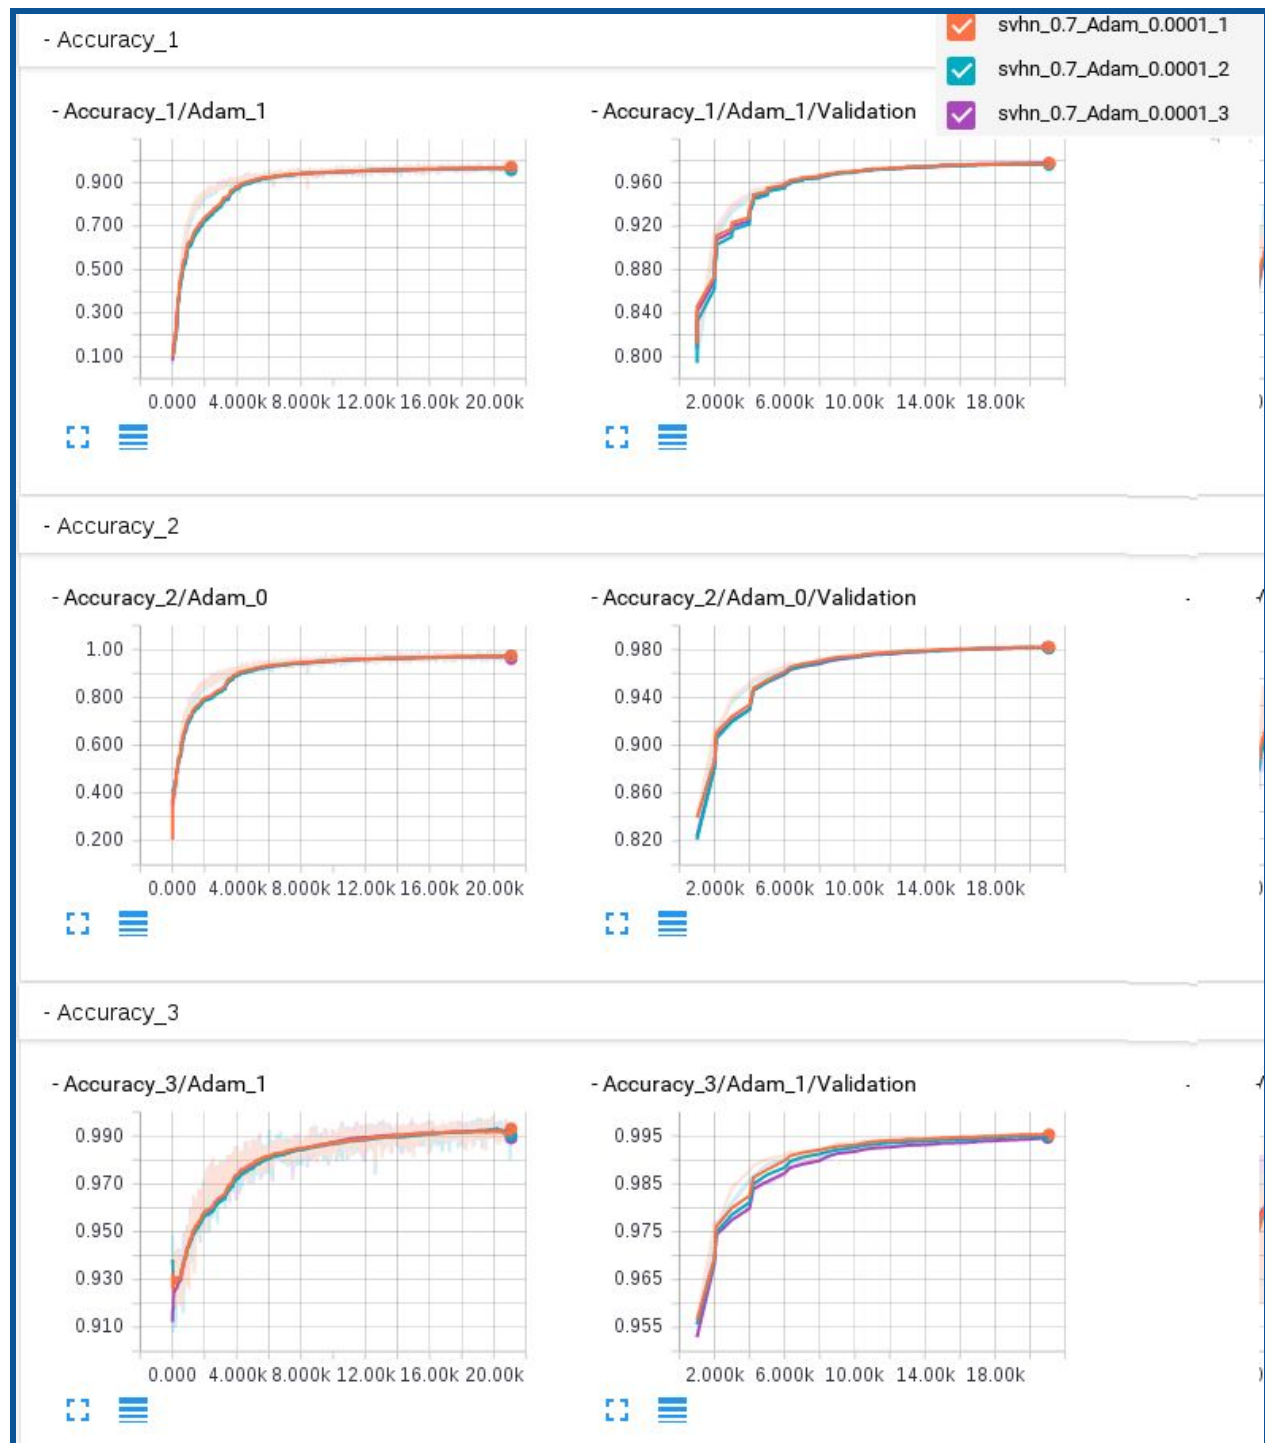 - Accuracy_1
svhn_0.7_Adam_0.0001_1
svhn_0.7_Adam_0.0001_2
svhn_0.7_Adam_0.0001_3
- Accuracy_1/Adam_1
0.900
0.700
0.500
0.300
0.100
0.000 4.000k 8.000k 12.00k 16.00k 20.00k
- Accuracy_1/Adam_1/Validation
0.960
0.920
0.880
0.840
0.800
2.000k 6.000k 10.00k 14.00k 18.00k
- Accuracy_2
- Accuracy_2/Adam_0
1.00
0.800
0.600
0.400
0.200
0.000 4.000k 8.000k 12.00k 16.00k 20.00k
- Accuracy_2/Adam_0/Validation
0.980
0.940
0.900
0.860
0.820
2.000k 6.000k 10.00k 14.00k 18.00k
- Accuracy_3
- Accuracy_3/Adam_1
0.990
0.970
0.950
0.930
0.910
0.000 4.000k 8.000k 12.00k 16.00k 20.00k
- Accuracy_3/Adam_1/Validation
0.995
0.985
0.975
0.965
0.955
2.000k 6.000k 10.00k 14.00k 18.00k